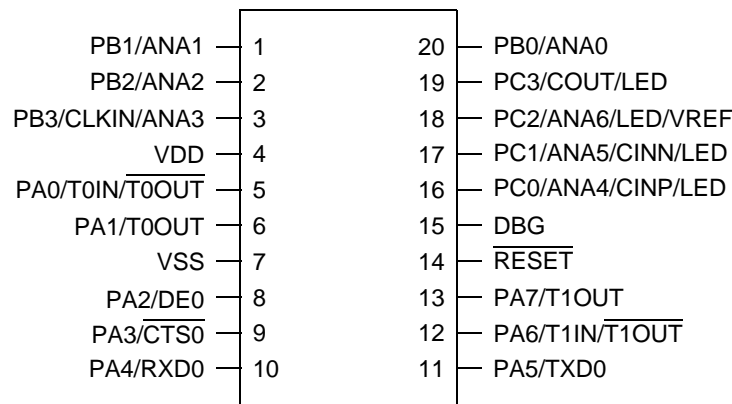 PB1/ANA1 1 20 PB0/ANA0
PB2/ANA2 2 19 PC3/COUT/LED
PB3/CLKIN/ANA3 3 18 PC2/ANA6/LED/VREF
VDD 4 17 PC1/ANA5/CINN/LED
PA0/T0IN/T0OUT 5 16 PC0/ANA4/CINP/LED
PA1/T0OUT 6 15 DBG
VSS 7 14 RESET
PA2/DE0 8 13 PA7/T1OUT
PA3/CTS0 9 12 PA6/T1IN/T1OUT
PA4/RXD0 10 11 PA5/TXD0